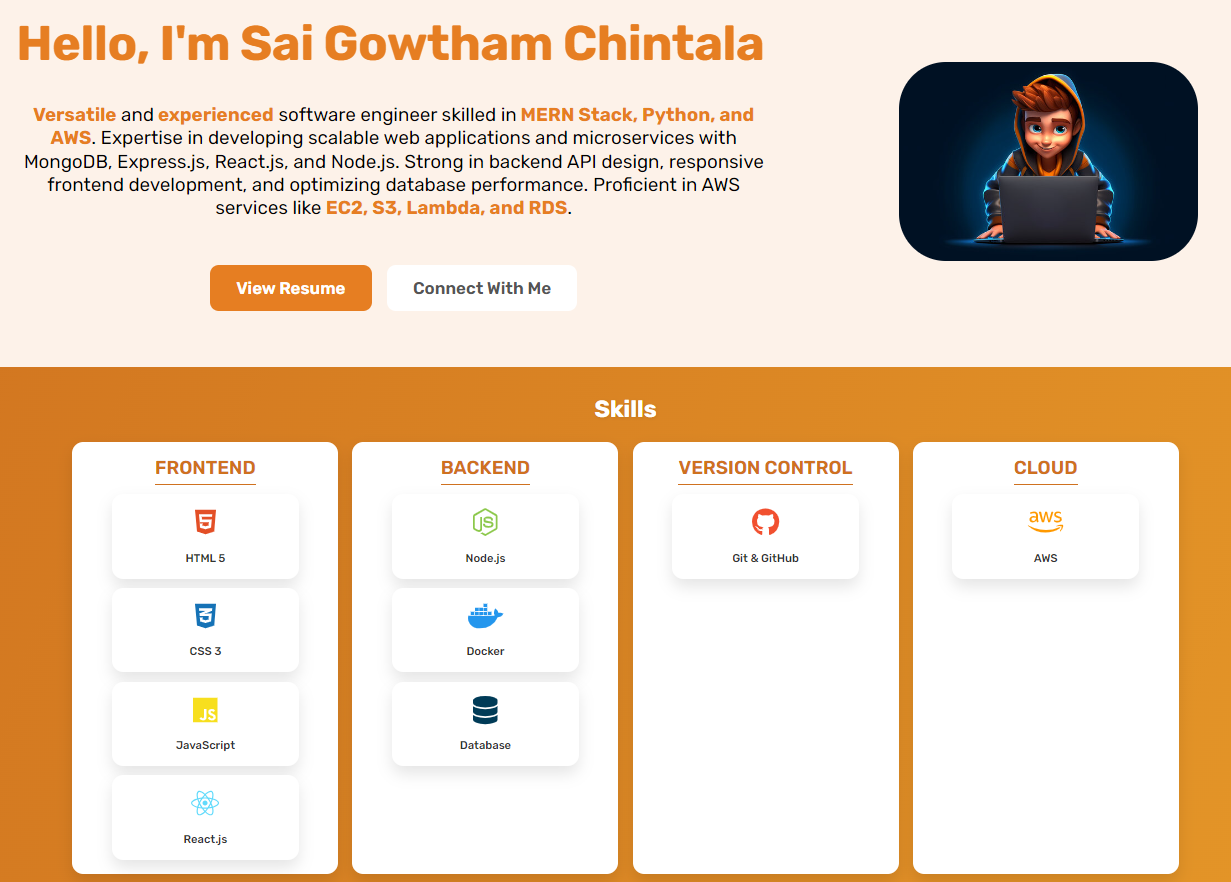 Hello, I'm Sai Gowtham Chintala
Versatile and experienced software engineer skilled in MERN Stack, Python, and
AWS. Expertise in developing scalable web applications and microservices with
MongoDB, Express.js, React.js, and Node.js. Strong in backend API design, responsive
frontend development, and optimizing database performance. Proficient in AWS
services like EC2, S3, Lambda, and RDS.
View Resume
Connect With Me
Skills
FRONTEND
HTML 5
CSS 3
JS
JavaScript
React.js
BACKEND
JS
Node.js
Docker
Database
VERSION CONTROL
Git & GitHub
CLOUD
aws
AWS